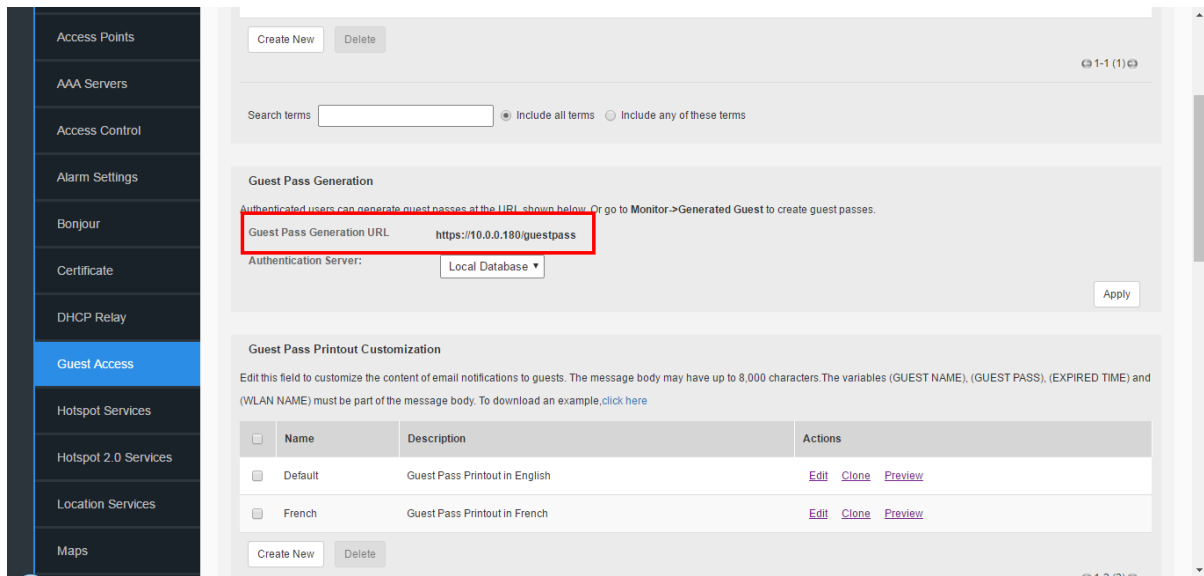 Access Points
AAA Servers
Access Control
Alarm Settings
Bonjour
Certificate
DHCP Relay
Guest Access
Hotspot Services
Hotspot 2.0 Services
Location Services
Maps
Create New Delete
1-1 (1)
Search terms Include all terms Include any of these terms
Guest Pass Generation
Authenticated users can generate guest passes at the URL shown below. Or go to Monitor->Generated Guest to create guest passes.
Guest Pass Generation URL https://10.0.0.180/guestpass
Authentication Server: Local Database
Apply
Guest Pass Printout Customization
Edit this field to customize the content of email notifications to guests. The message body may have up to 8,000 characters.The variables (GUEST NAME), (GUEST PASS), (EXPIRED TIME) and
(WLAN NAME) must be part of the message body. To download an example,click here
Name Description Actions
Default Guest Pass Printout in English Edit Clone Preview
French Guest Pass Printout in French Edit Clone Preview
Create New Delete